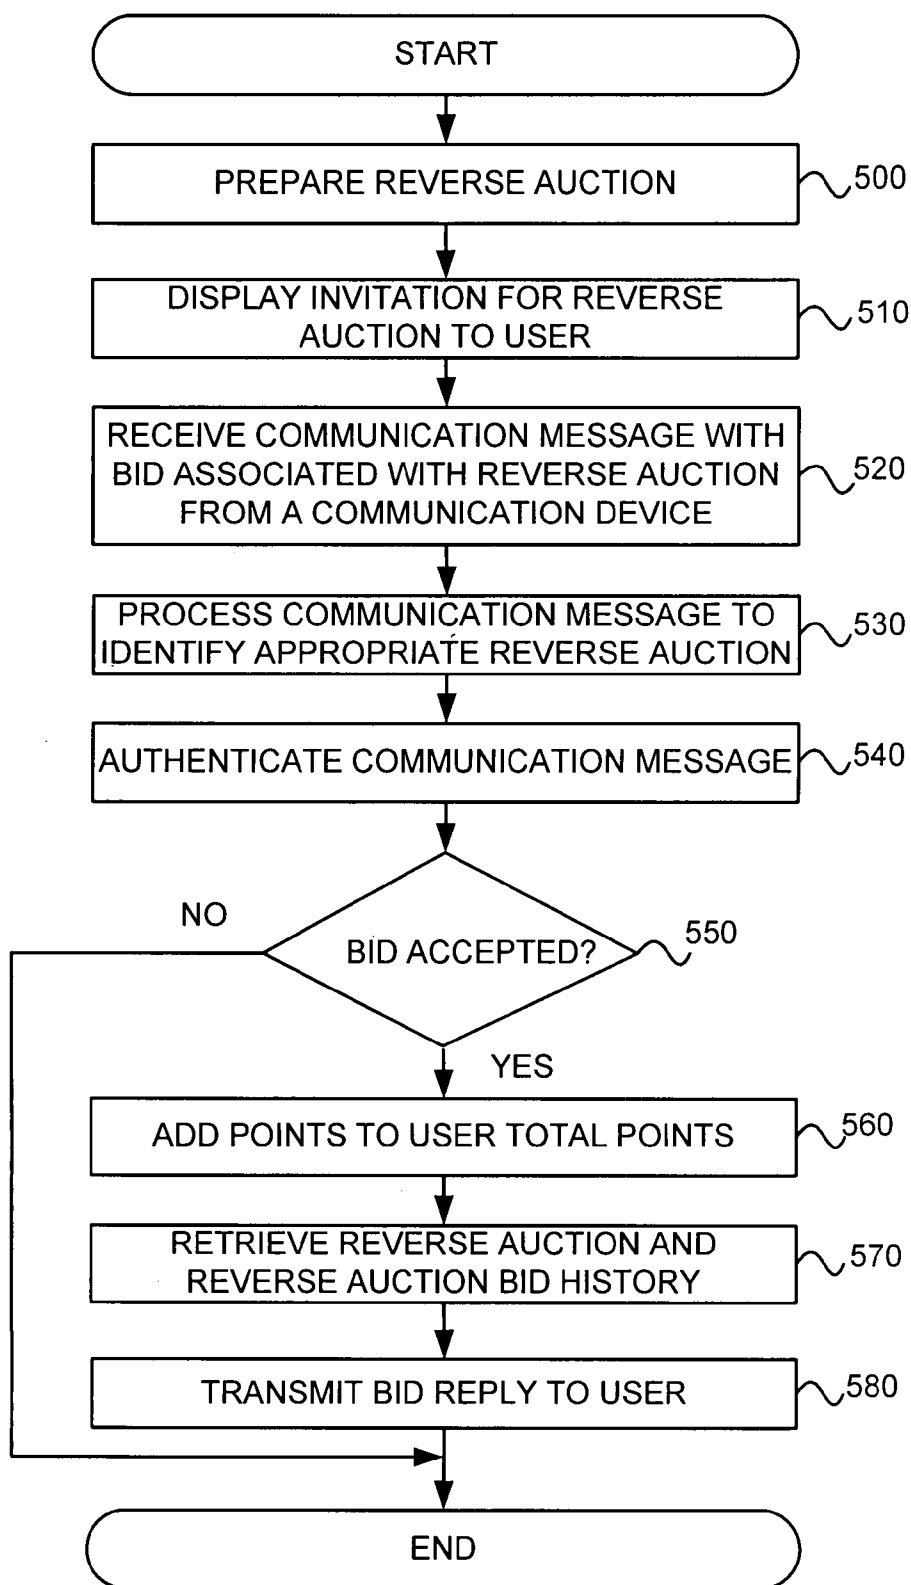 START
PREPARE REVERSE AUCTION
500
DISPLAY INVITATION FOR REVERSE
AUCTION TO USER
510
RECEIVE COMMUNICATION MESSAGE WITH
BID ASSOCIATED WITH REVERSE AUCTION
FROM A COMMUNICATION DEVICE
520
PROCESS COMMUNICATION MESSAGE TO
IDENTIFY APPROPRIATE REVERSE AUCTION
530
AUTHENTICATE COMMUNICATION MESSAGE
540
NO
BID ACCEPTED?
550
YES
ADD POINTS TO USER TOTAL POINTS
560
RETRIEVE REVERSE AUCTION AND
REVERSE AUCTION BID HISTORY
570
TRANSMIT BID REPLY TO USER
580
END